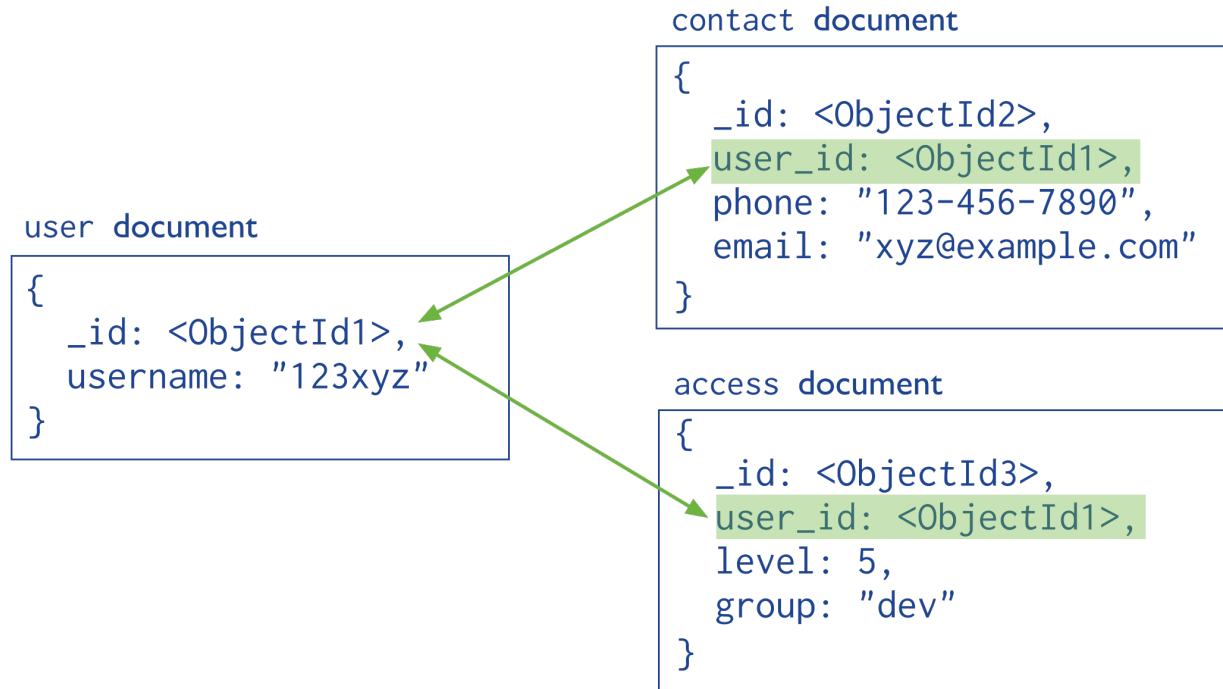 user document
{
_id: <ObjectId1>,
username: "123xyz"
}
contact document
{
_id: <ObjectId2>,
user_id: <ObjectId1>,
phone: "123-456-7890",
email: "xyz@example.com"
}
access document
{
_id: <ObjectId3>,
user_id: <ObjectId1>,
level: 5,
group: "dev"
}